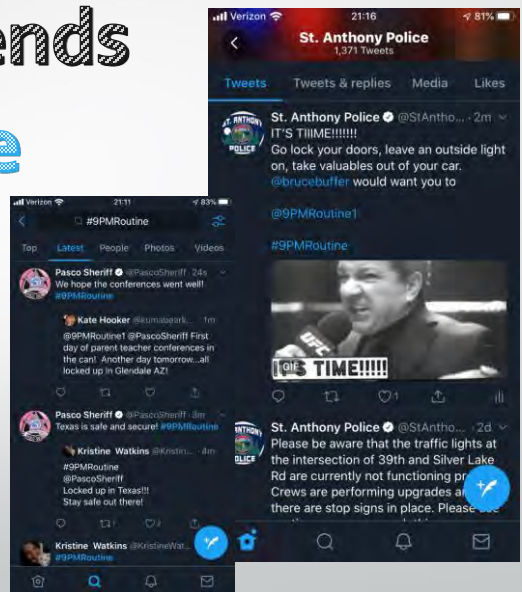 ends
e
Verizon 21:16 81%
St. Anthony Police
1,371 Tweets
Tweets Tweets & replies Media Likes
St. Anthony Police @StAntho... · 2m
IT'S TIIIME!!!!!!!
Go lock your doors, leave an outside light
on, take valuables out of your car.
@brucebuffer would want you to
@9PMRoutine1
#9PMRoutine
UFC
GIF
IT'S TIME!!!!!
1
St. Anthony Police @StAntho... · 2d
Please be aware that the traffic lights at
the intersection of 39th and Silver Lake
Rd are currently not functioning
Crews are performing upgrades
there are stop signs in place. Please
Verizon 21:11 83%
#9PMRoutine
Top Latest People Photos Videos
Pasco Sheriff @PascoSheriff · 24s
We hope the conferences went well!
#9PMRoutine
Kate Hooker @kumabeark... · 1m
@9PMRoutine1 @PascoSheriff First
day of parent teacher conferences in
the can! Another day tomorrow...all
locked up in Glendale AZ!
Pasco Sheriff @PascoSheriff · 3m
Texas is safe and secure! #9PMRoutine
Kristine Watkins @Kristin... · 4m
#9PMRoutine
@PascoSheriff
Locked up in Texas!!!
Stay safe out there!
1 2
Kristine Watkins @KristineWat...
#9PMRoutine